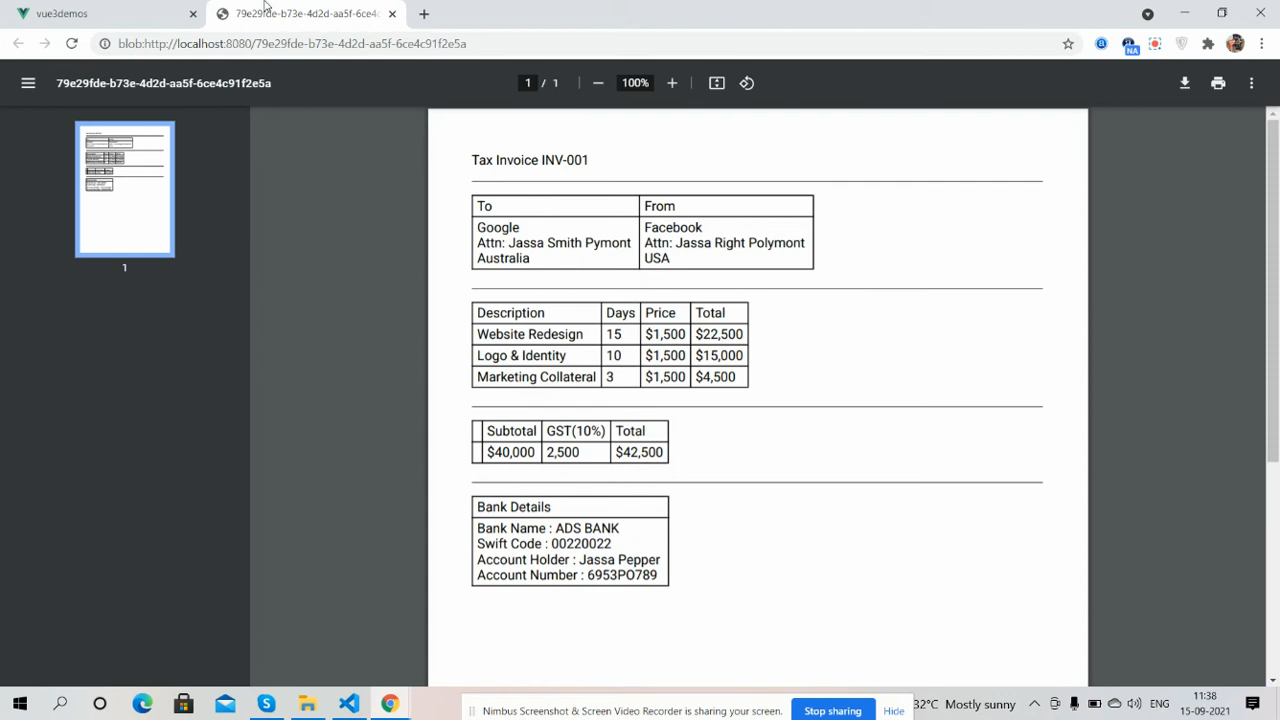 vue3demos
79e29fde-b73e-4d2d-aa5f-6ce4c
blob:http://localhost:8080/79e29fde-b73e-4d2d-aa5f-6ce4c91f2e5a
NA
79e29fde-b73e-4d2d-aa5f-6ce4c91f2e5a
1 / 1
100%
1
Tax Invoice INV-001
To From
Google Facebook
Attn: Jassa Smith Pymont Attn: Jassa Right Polymont
Australia USA
Description Days Price Total
Website Redesign 15 $1,500 $22,500
Logo & Identity 10 $1,500 $15,000
Marketing Collateral 3 $1,500 $4,500
Subtotal GST(10%) Total
$40,000 2,500 $42,500
Bank Details
Bank Name : ADS BANK
Swift Code : 00220022
Account Holder : Jassa Pepper
Account Number : 6953PO789
Nimbus Screenshot & Screen Video Recorder is sharing your screen.
Stop sharing
Hide
32°C Mostly sunny
ENG
11:38
15-09-2021